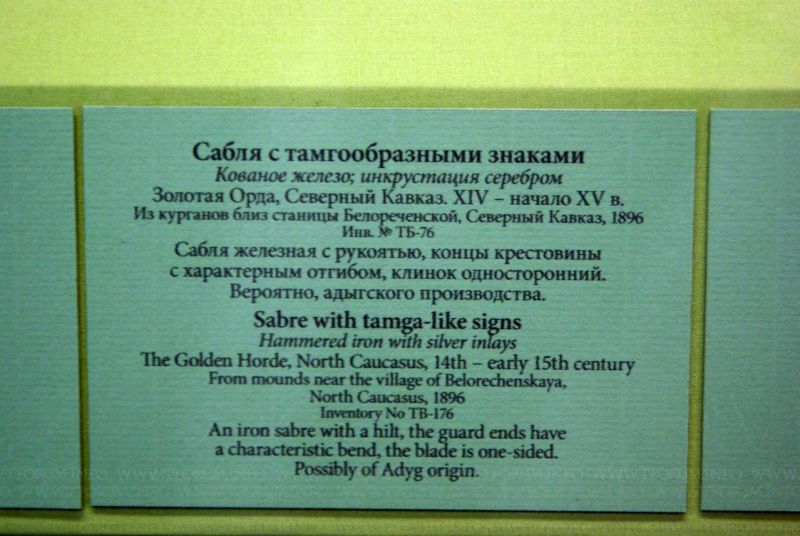 Сабля с тамгообразными знаками
Кованое железо; инкрустация серебром
Золотая Орда, Северный Кавказ. XIV – начало XV в.
Из курганов близ станицы Белореченской, Северный Кавказ, 1896
Инв. № ТБ-76
Сабля железная с рукоятью, концы крестовины
с характерным отгибом, клинок односторонний.
Вероятно, адыгского производства.
Sabre with tamga-like signs
Hammered iron with silver inlays
The Golden Horde, North Caucasus, 14th – early 15th century
From mounds near the village of Belorechenskaya,
North Caucasus, 1896
Inventory No TB-176
An iron sabre with a hilt, the guard ends have
a characteristic bend, the blade is one-sided.
Possibly of Adyg origin.